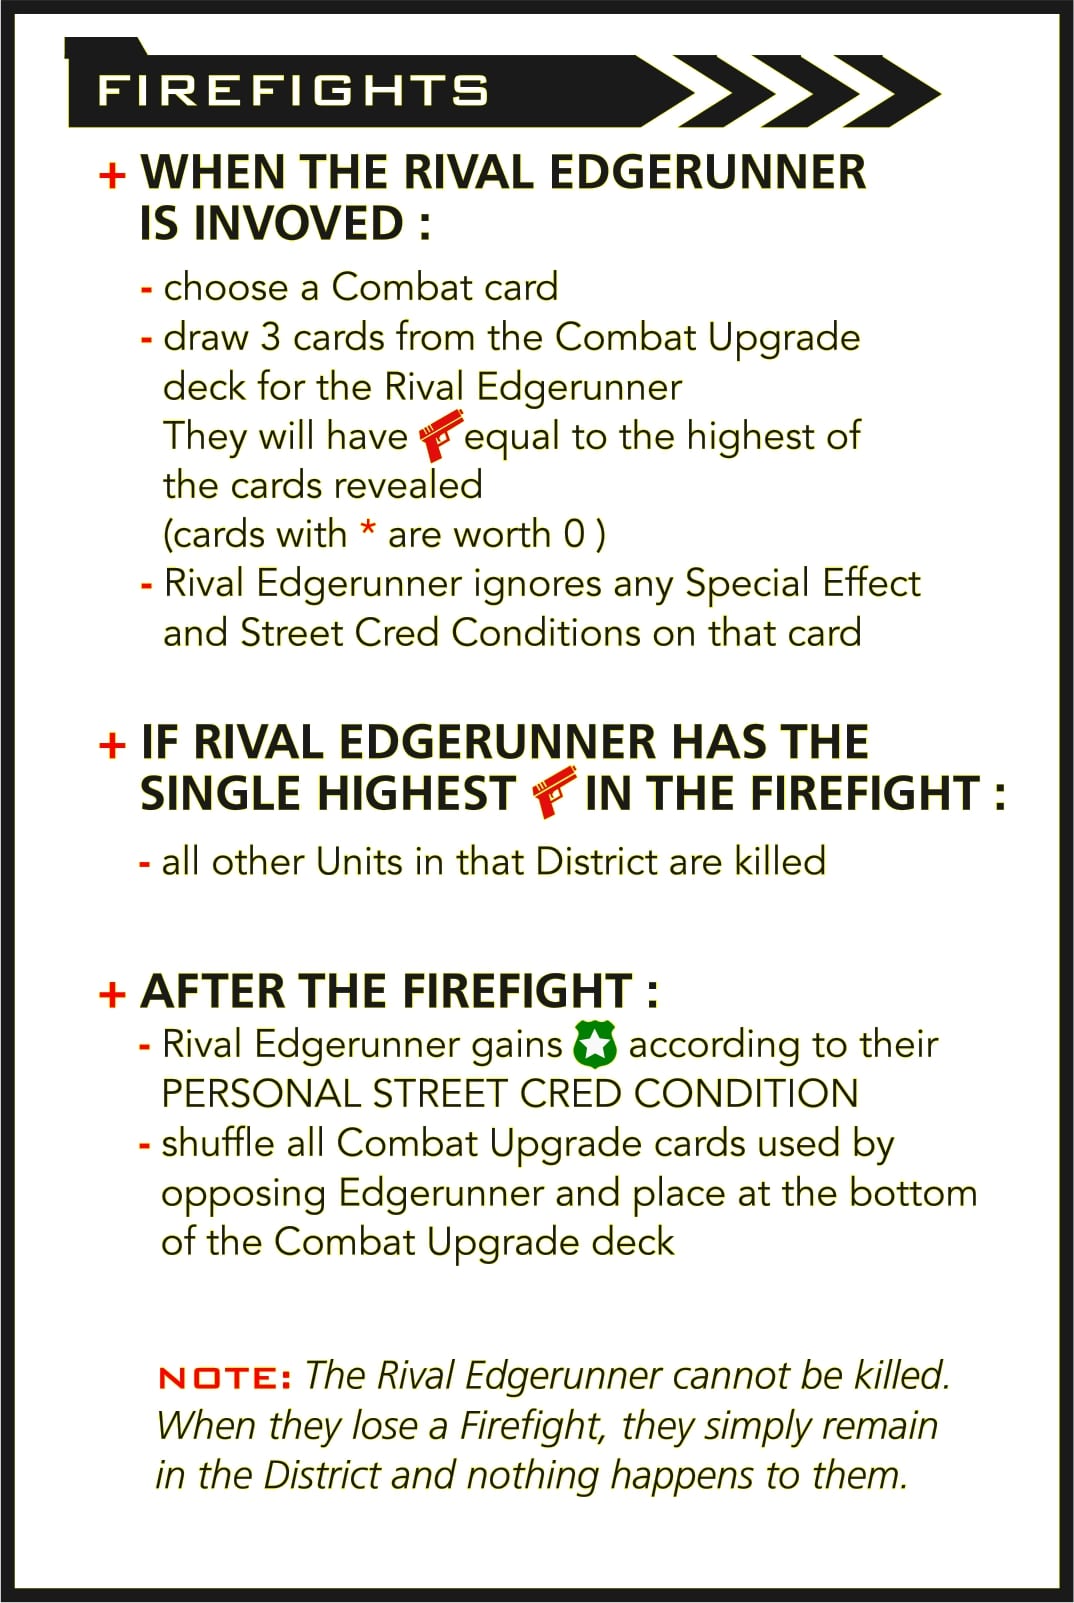 FIREFIGHTS
+ WHEN THE RIVAL EDGERUNNER
IS INVOVED :
- choose a Combat card
- draw 3 cards from the Combat Upgrade
deck for the Rival Edgerunner
They will have equal to the highest of
the cards revealed
(cards with * are worth 0 )
- Rival Edgerunner ignores any Special Effect
and Street Cred Conditions on that card
+ IF RIVAL EDGERUNNER HAS THE
SINGLE HIGHEST IN THE FIREFIGHT :
- all other Units in that District are killed
+ AFTER THE FIREFIGHT :
- Rival Edgerunner gains according to their
PERSONAL STREET CRED CONDITION
- shuffle all Combat Upgrade cards used by
opposing Edgerunner and place at the bottom
of the Combat Upgrade deck
NOTE: The Rival Edgerunner cannot be killed.
When they lose a Firefight, they simply remain
in the District and nothing happens to them.